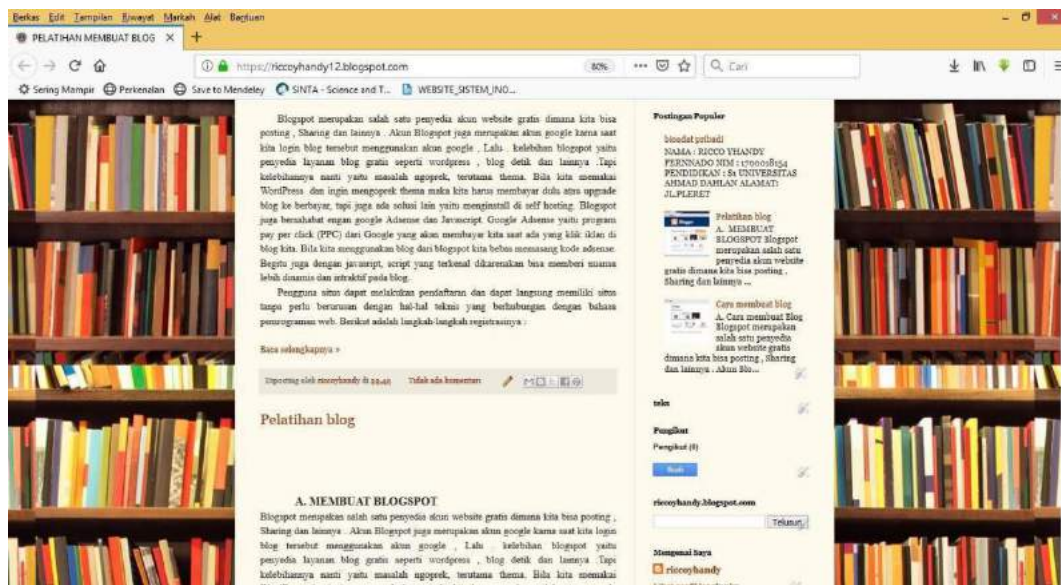 Berkas Edit Tampilan Riwayat Markah Alat Bantuan
PELATIHAN MEMBUAT BLOG
https://riccoyhandy12.blogspot.com
80%
Cari
Sering Mampir Perkenalan Save to Mendeley SINTA - Science and T... WEBSITE_SISTEM_INO...
Blogspot merupakan salah satu penyedia akun website gratis dimana kita bisa
posting , Sharing dan lainnya . Akun Blogspot juga merupakan akun google karna saat
kita login blog tersebut menggunakan akun google , Lalu . kelebihan blogspot yaitu
penyedia layanan blog gratis seperti wordpress , blog detik dan lainnya .Tapi
kelebihannya nanti yaitu masalah ngoprek, terutama thema. Bila kita memakai
WordPress dan ingin mengoprek thema maka kita harus membayar dulu atau upgrade
blog ke berbayar, tapi juga ada solusi lain yaitu menginstall di self hosting. Blogspot
juga bersahabat engan google Adsense dan Javascript. Google Adsense yaitu program
pay per click (PPC) dari Google yang akan membayar kita saat ada yang klik iklan di
blog kita. Bila kita menggunakan blog dari blogspot kita bebas memasang kode adsense.
Begitu juga dengan javascript, script yang terkenal dikarenakan bisa memberi nuansa
lebih dinamis dan intraktif pada blog.
Pengguna situs dapat melakukan pendaftaran dan dapat langsung memiliki situs
tanpa perlu berurusan dengan hal-hal teknis yang berhubungan dengan bahasa
pemrograman web. Berikut adalah langkah-langkah registrasinya :
Baca selengkapnya »
Diposting oleh riccoyhandy di Tidak ada komentar:
Pelatihan blog
A. MEMBUAT BLOGSPOT
Blogspot merupakan salah satu penyedia akun website gratis dimana kita bisa posting ,
Sharing dan lainnya . Akun Blogspot juga merupakan akun google karna saat kita login
blog tersebut menggunakan akun google , Lalu . kelebihan blogspot yaitu
penyedia layanan blog gratis seperti wordpress , blog detik dan lainnya .Tapi
kelebihannya nanti yaitu masalah ngoprek, terutama thema. Bila kita memakai
Postingan Populer
biodat pribadi
NAMA : RICCO YHANDY
FERNNADO NIM : 1700018154
PENDIDIKAN : S1 UNIVERSITAS
AHMAD DAHLAN ALAMAT:
JL.PLERET
Pelatihan blog
A. MEMBUAT
BLOGSPOT Blogspot
merupakan salah satu
penyedia akun website
gratis dimana kita bisa posting ,
Sharing dan lainnya ...
Cara membuat blog
A. Cara membuat Blog
Blogspot merupakan
salah satu penyedia
akun website gratis
dimana kita bisa posting , Sharing
dan lainnya . Akun Blo...
teks
Pengikut
Pengikut (0)
Ikuti
riccoyhandy.blogspot.com
Telusuri
Mengenai Saya
riccoyhandy